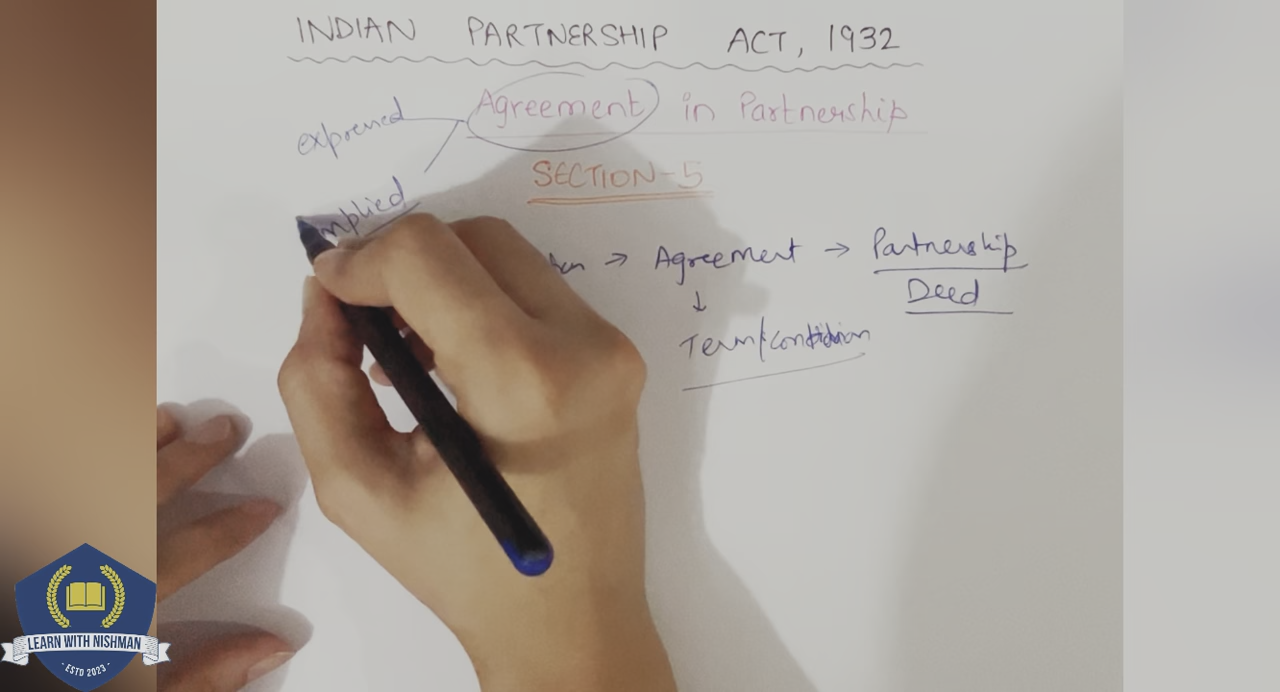 INDIAN PARTNERSHIP ACT, 1932
Agreement in Partnership
expressed
SECTION-5
implied
→ Agreement → Partnership
Deed
↓
Term/condition
LEARN WITH NISHMAN
- ESTD 2023 -